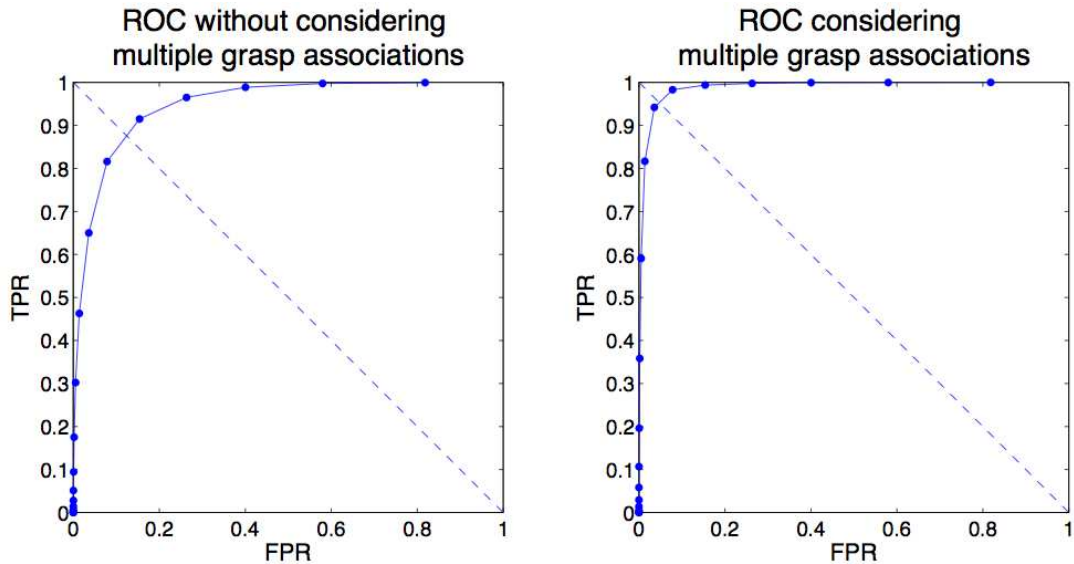 ROC without considering
multiple grasp associations
1
0.9
0.8
0.7
0.6
0.5
0.4
0.3
0.2
0.1
0
TPR
0 0.2 0.4 0.6 0.8 1
FPR
ROC considering
multiple grasp associations
1
0.9
0.8
0.7
0.6
0.5
0.4
0.3
0.2
0.1
0
TPR
0 0.2 0.4 0.6 0.8 1
FPR